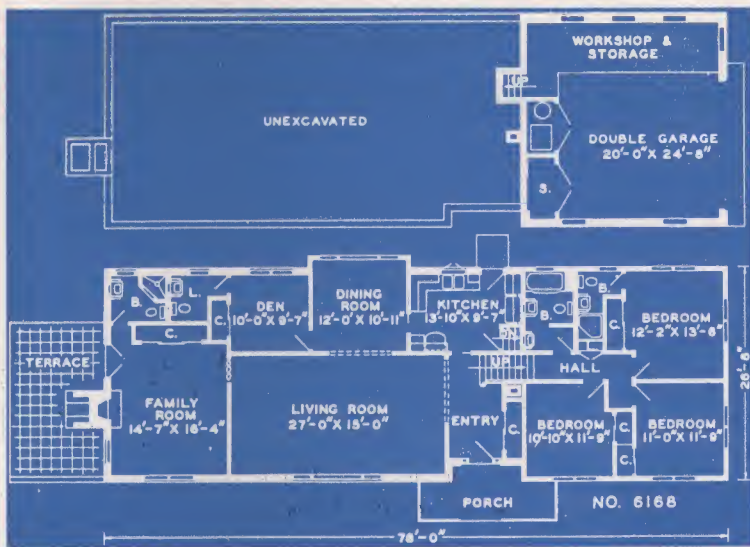 WORKSHOP &
STORAGE
UP
UNEXCAVATED
DOUBLE GARAGE
20'-0" X 24'-8"
S.
B.
L.
DEN
10'-0" X 9'-7"
C.
C.
DINING
ROOM
12'-0" X 10'-11"
KITCHEN
13'-10" X 9'-7"
DN
B.
B.
C.
BEDROOM
12'-2" X 13'-6"
TERRACE
UP
HALL
FAMILY
ROOM
14'-7" X 16'-4"
LIVING ROOM
27'-0" X 15'-0"
ENTRY
C.
BEDROOM
10'-10" X 11'-9"
C.
C.
BEDROOM
11'-0" X 11'-9"
26'-6"
PORCH
NO. 6168
78'-0"